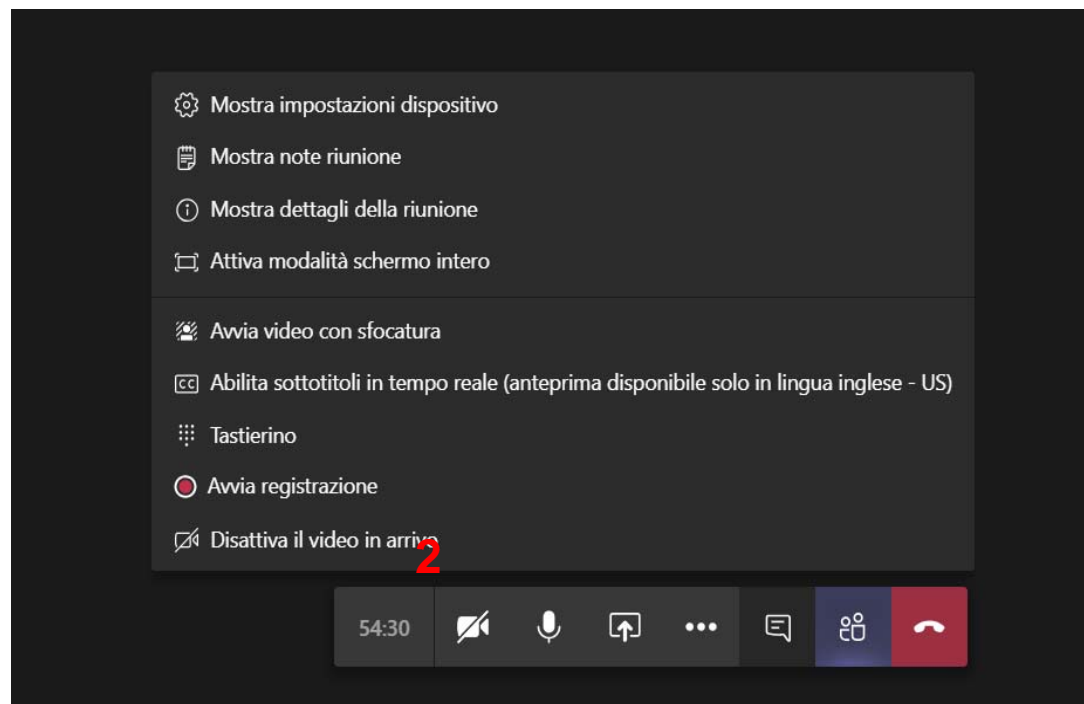 Mostra impostazioni dispositivo
Mostra note riunione
Mostra dettagli della riunione
Attiva modalità schermo intero
Avvia video con sfocatura
CC Abilita sottotitoli in tempo reale (anteprima disponibile solo in lingua inglese - US)
Tastierino
Avvia registrazione
Disattiva il video in arrivo
2
54:30